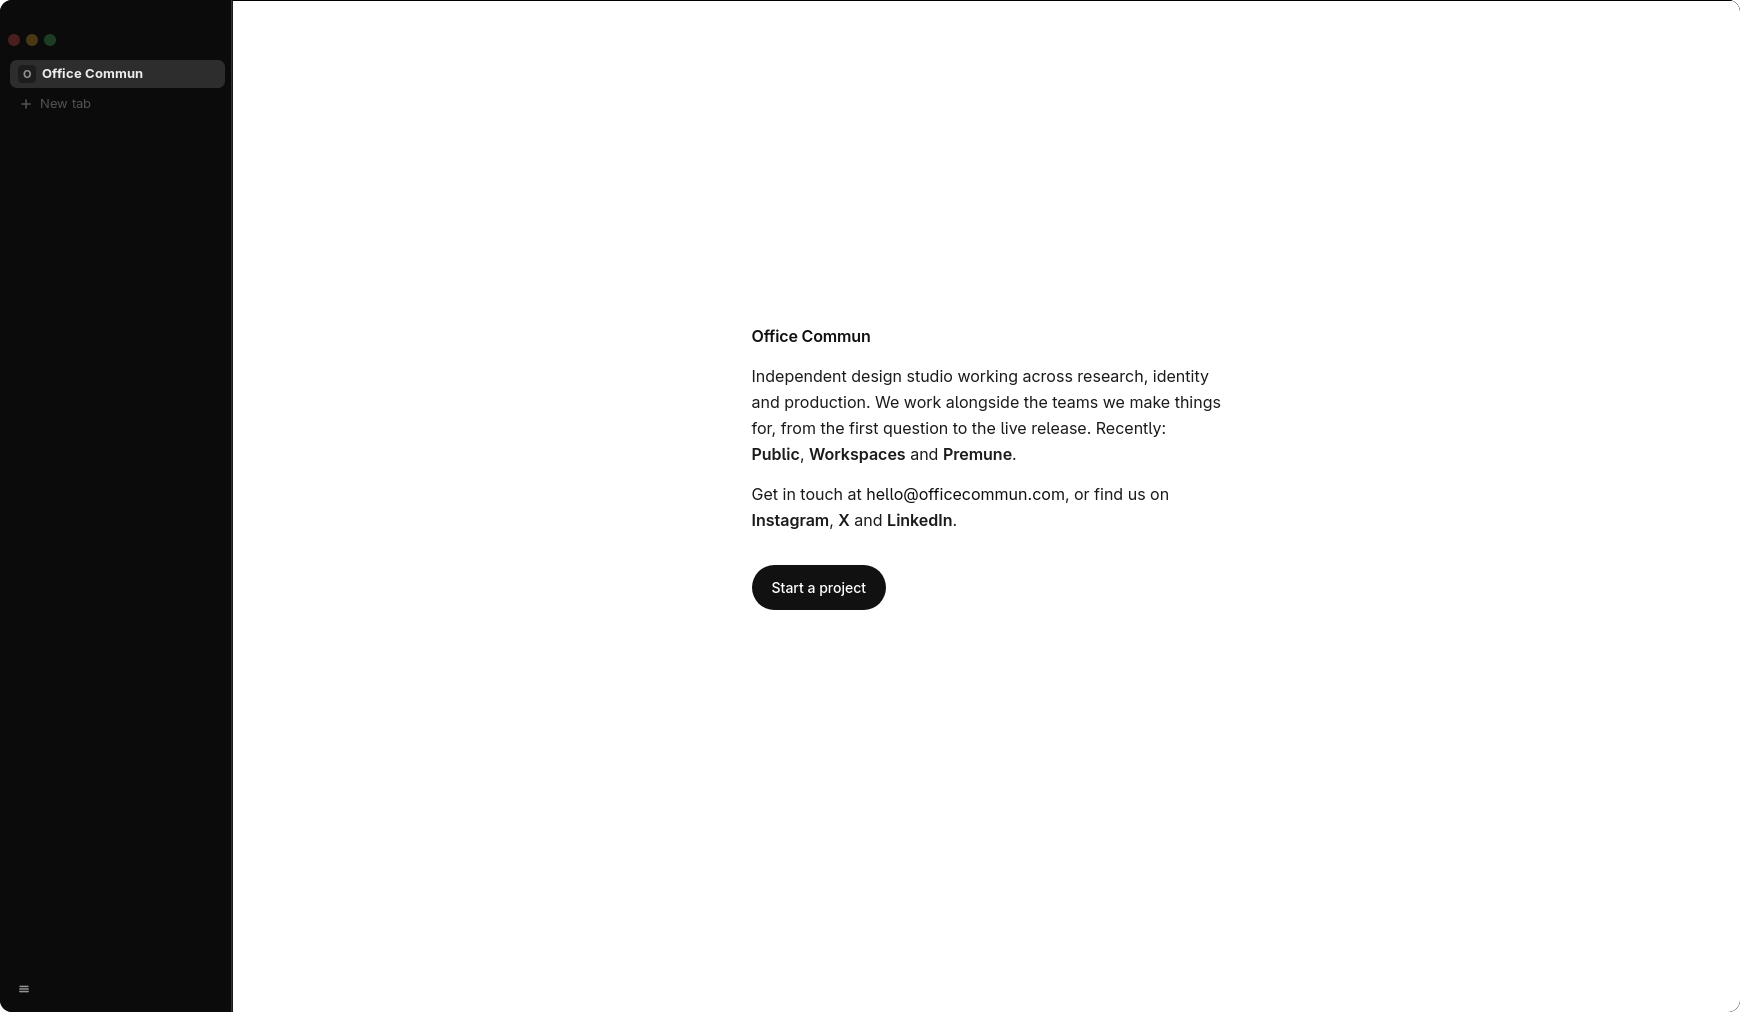 O Office Commun
New tab
Office Commun
Independent design studio working across research, identity
and production. We work alongside the teams we make things
for, from the first question to the live release. Recently:
Public, Workspaces and Premune.
Get in touch at hello@officecommun.com, or find us on
Instagram, X and LinkedIn.
Start a project